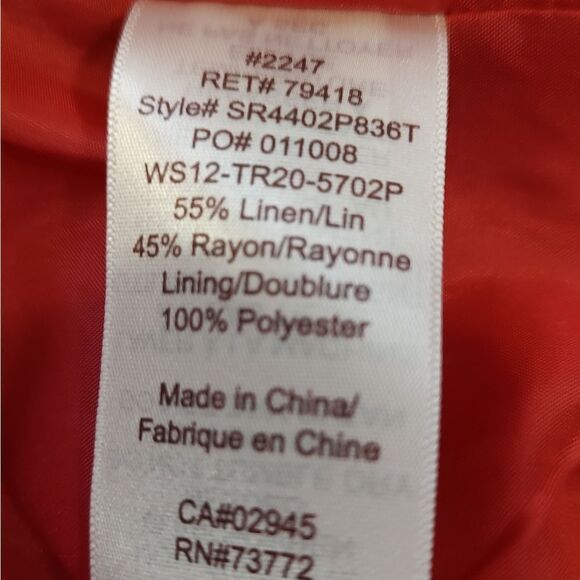 #2247
RET# 79418
Style# SR4402P836T
PO# 011008
WS12-TR20-5702P
55% Linen/Lin
45% Rayon/Rayonne
Lining/Doublure
100% Polyester
Made in China/
Fabrique en Chine
CA#02945
RN#73772